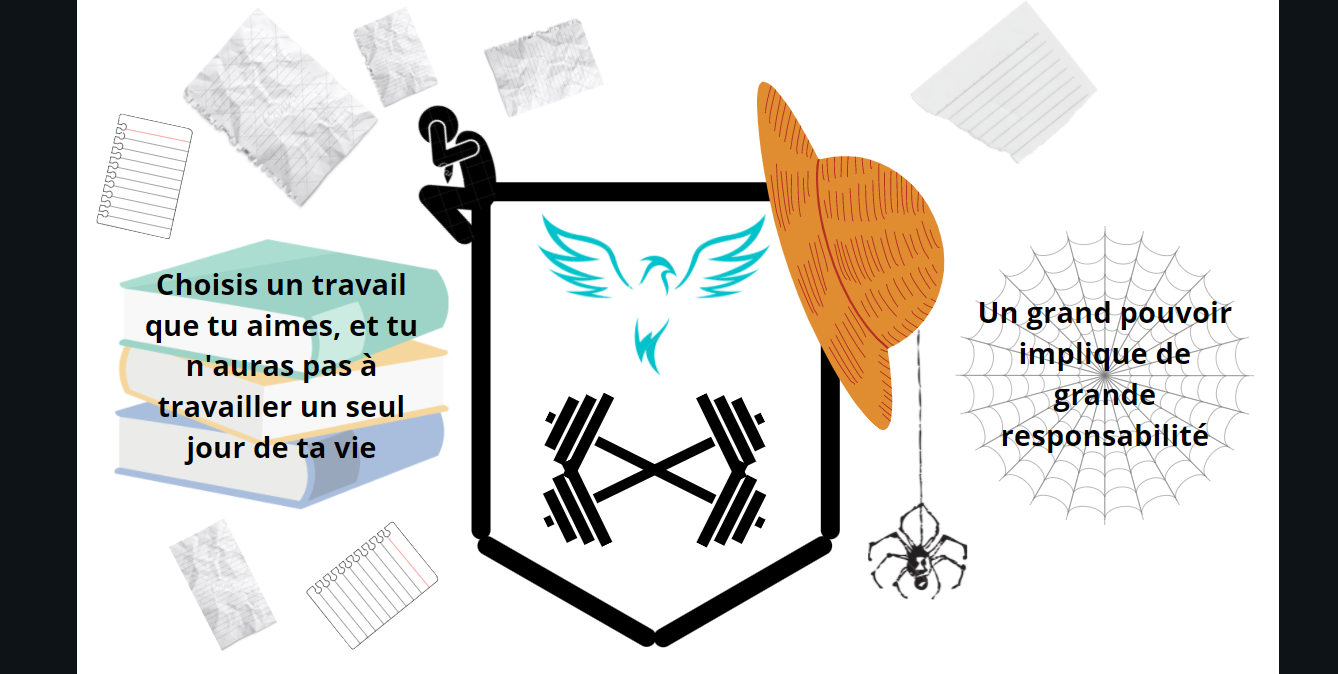 Choisis un travail
que tu aimes, et tu
n'auras pas à
travailler un seul
jour de ta vie
Un grand pouvoir
implique de
grande
responsabilité